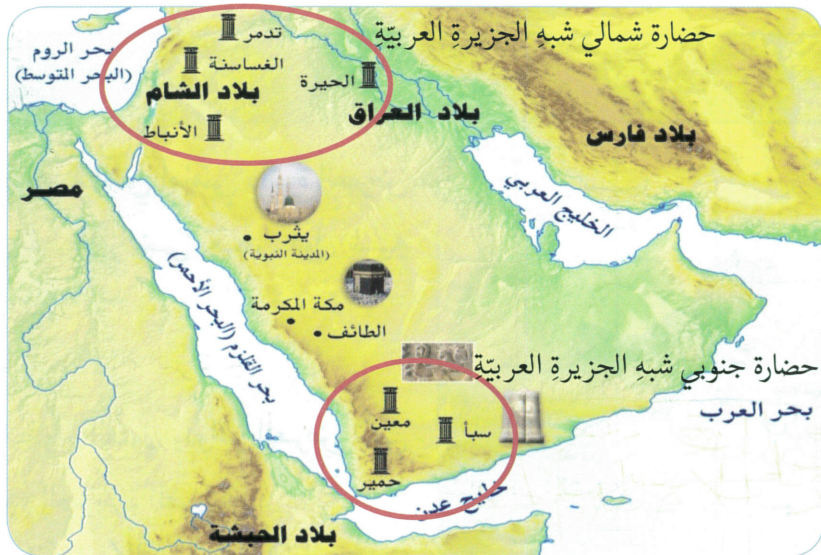 حضارة شمالي شبهِ الجزيرةِ العربيّةِ
تدمر
بحر الروم
(البحر المتوسط)
الغساسنة
الحيرة
بلاد الشام
بلاد العراق
الأنباط
بلاد فارس
مصر
الخليج العربي
يثرب
(المدينة النبوية)
بحر القلزم (البحر الأحمر)
مكة المكرمة
الطائف
حضارة جنوبي شبهِ الجزيرةِ العربيّةِ
معين
سبأ
بحر العرب
حمير
خليج عدن
بلاد الحبشة